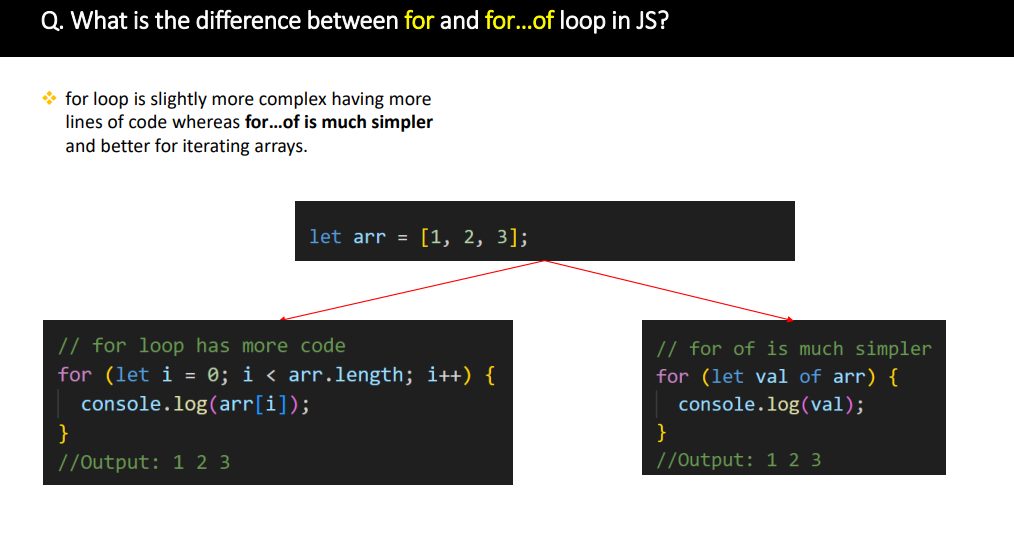 Q. What is the difference between for and for...of loop in JS?
for loop is slightly more complex having more
lines of code whereas for...of is much simpler
and better for iterating arrays.
let arr = [1, 2, 3];
// for loop has more code
for (let i = 0; i < arr.length; i++) {
  console.log(arr[i]);
}
//Output: 1 2 3
// for of is much simpler
for (let val of arr) {
  console.log(val);
}
//Output: 1 2 3